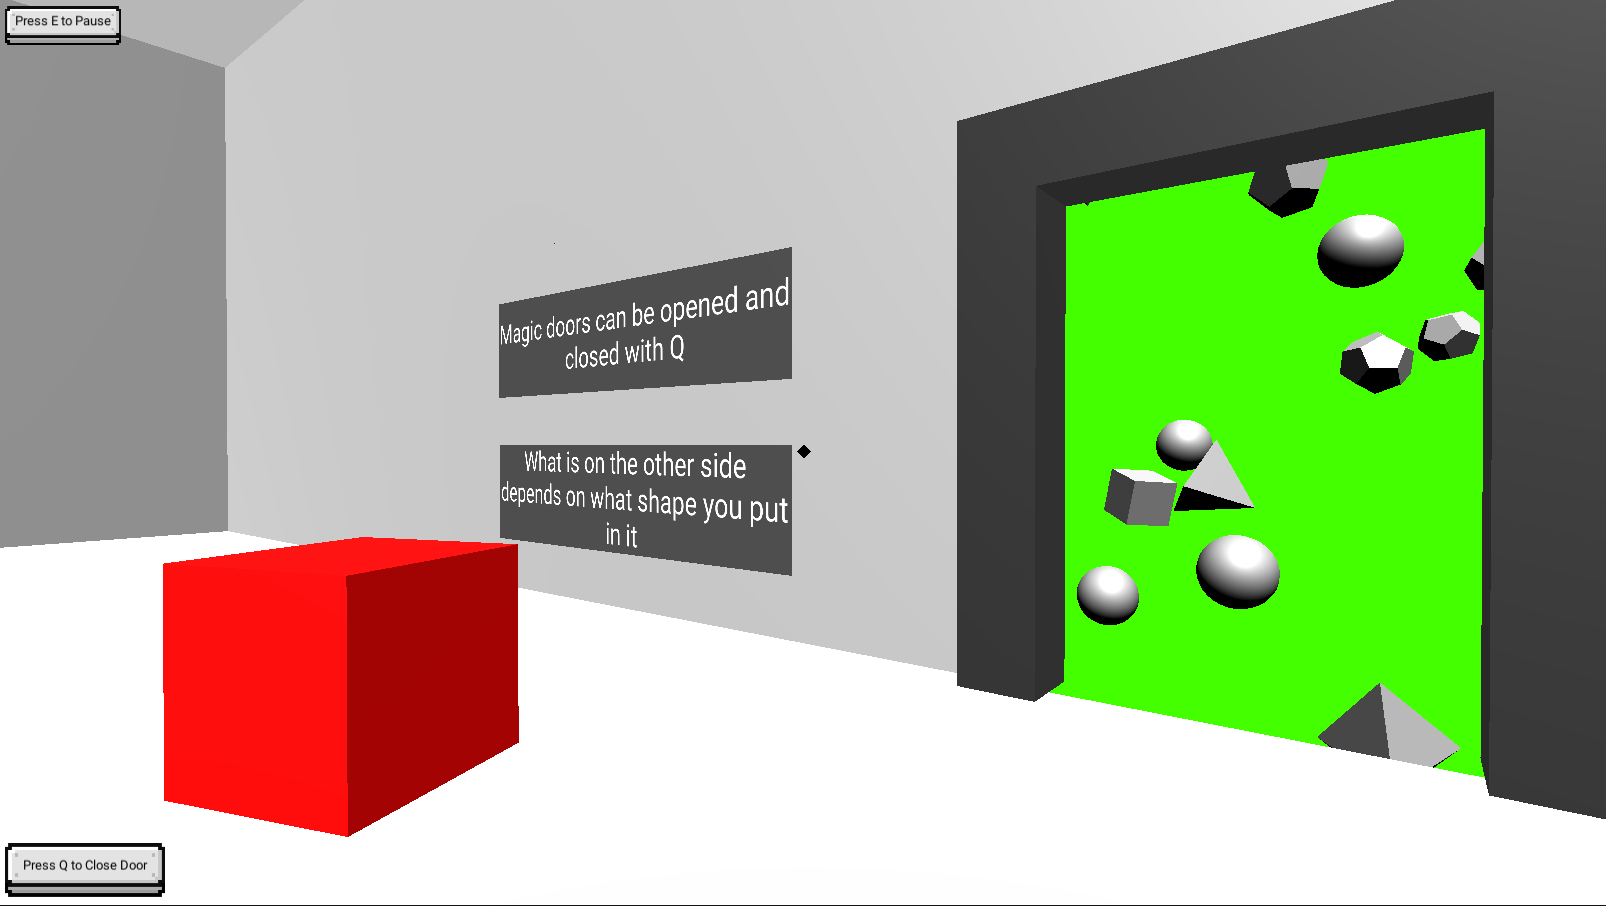 Press E to Pause
Magic doors can be opened and
closed with Q
What is on the other side
depends on what shape you put
in it
Press Q to Close Door